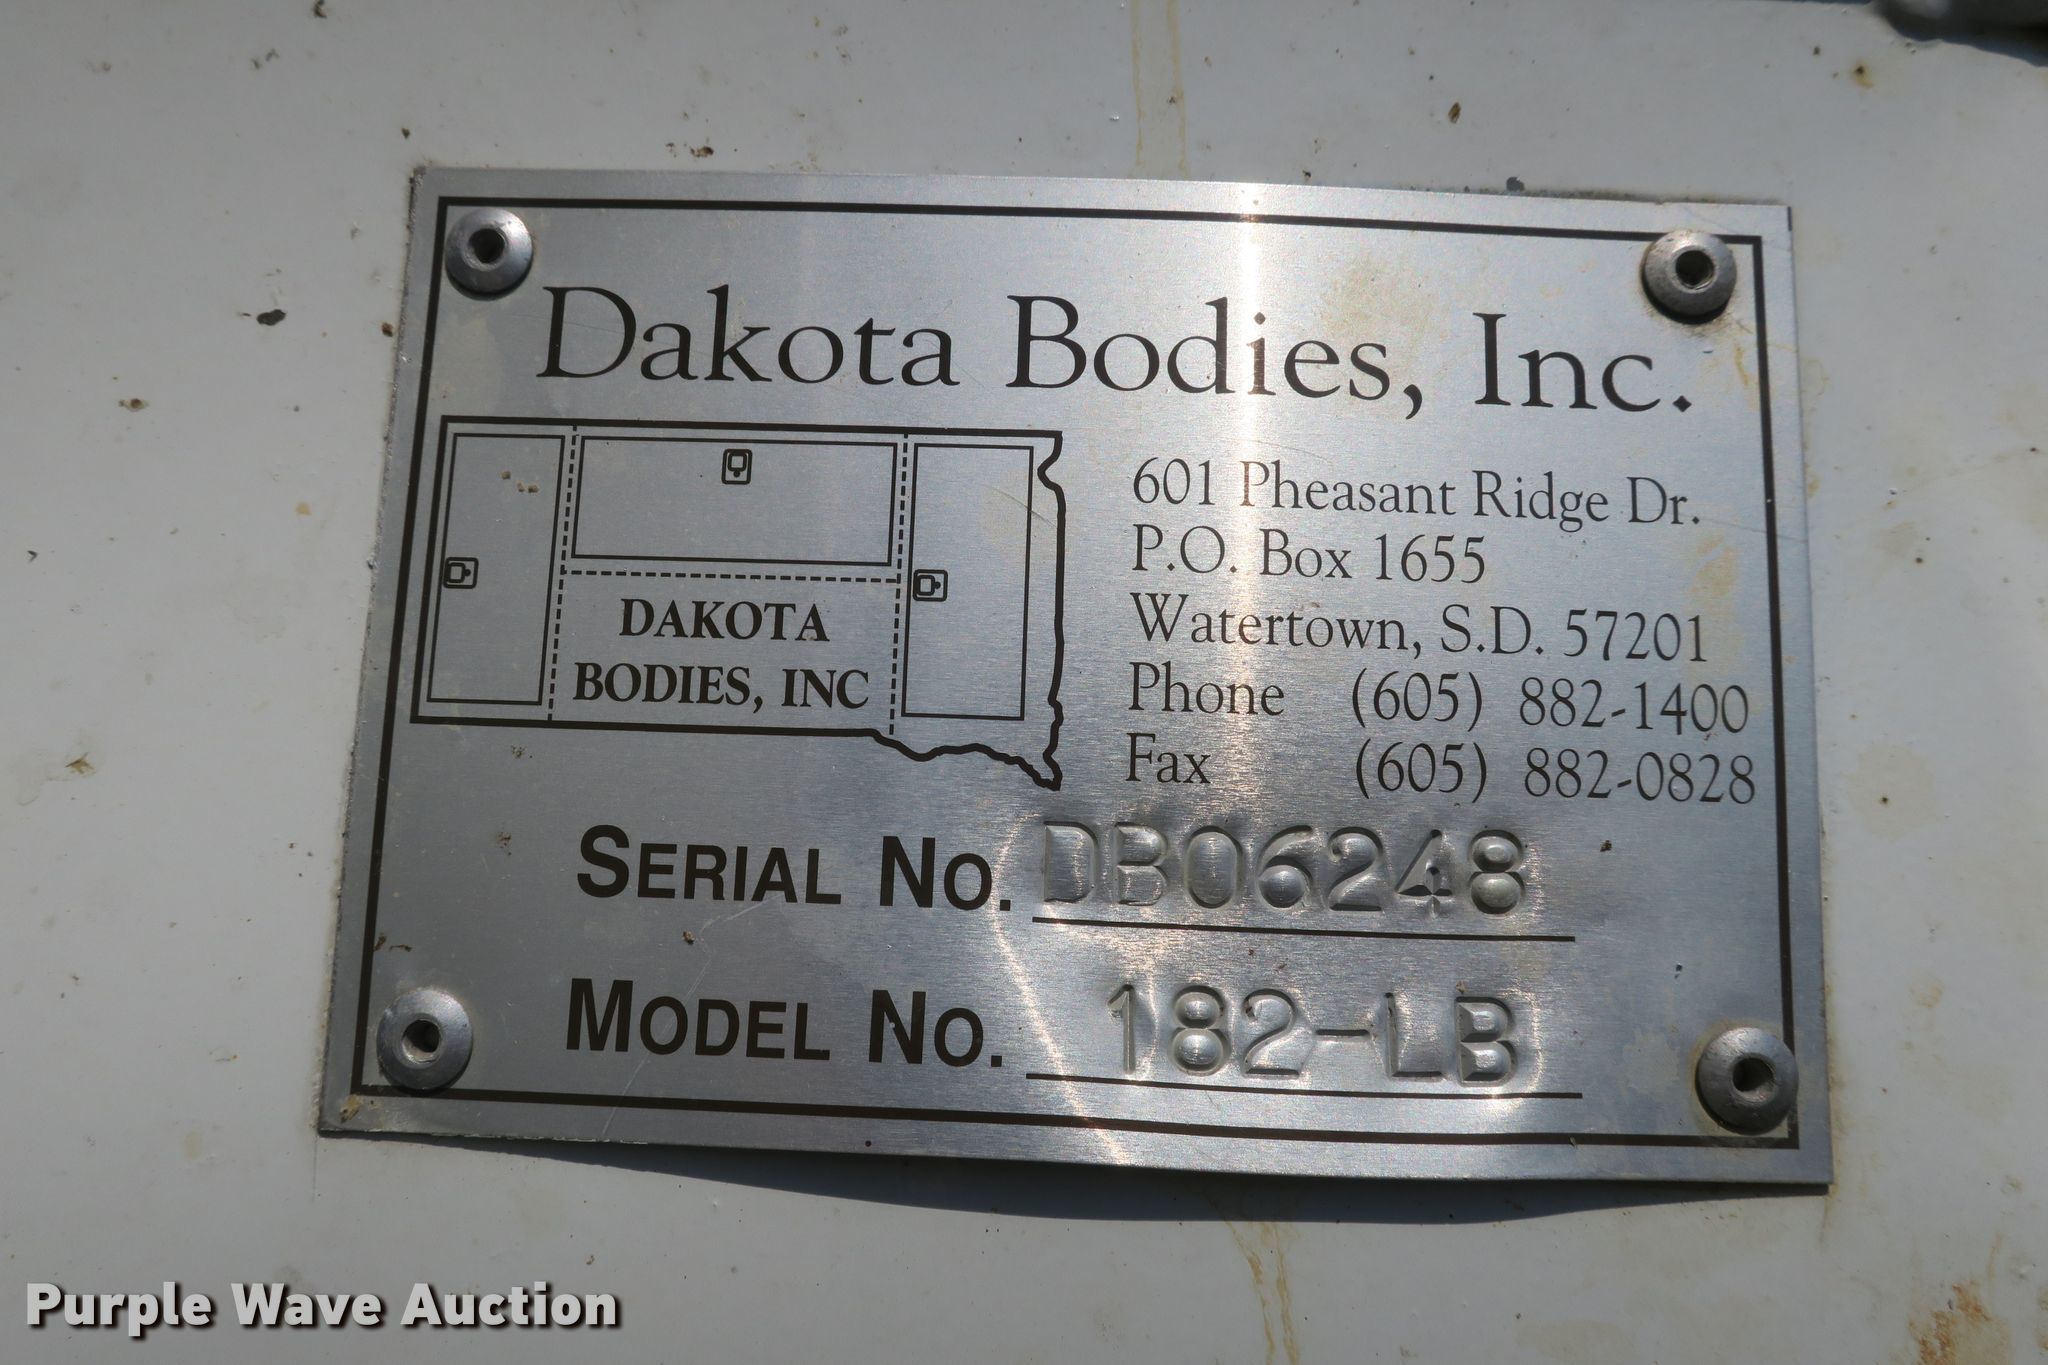 Dakota Bodies, Inc.
DAKOTA
BODIES, INC
601 Pheasant Ridge Dr.
P.O. Box 1655
Watertown, S.D. 57201
Phone (605) 882-1400
Fax (605) 882-0828
SERIAL NO. DB06248
MODEL NO. 182-LB
Purple Wave Auction